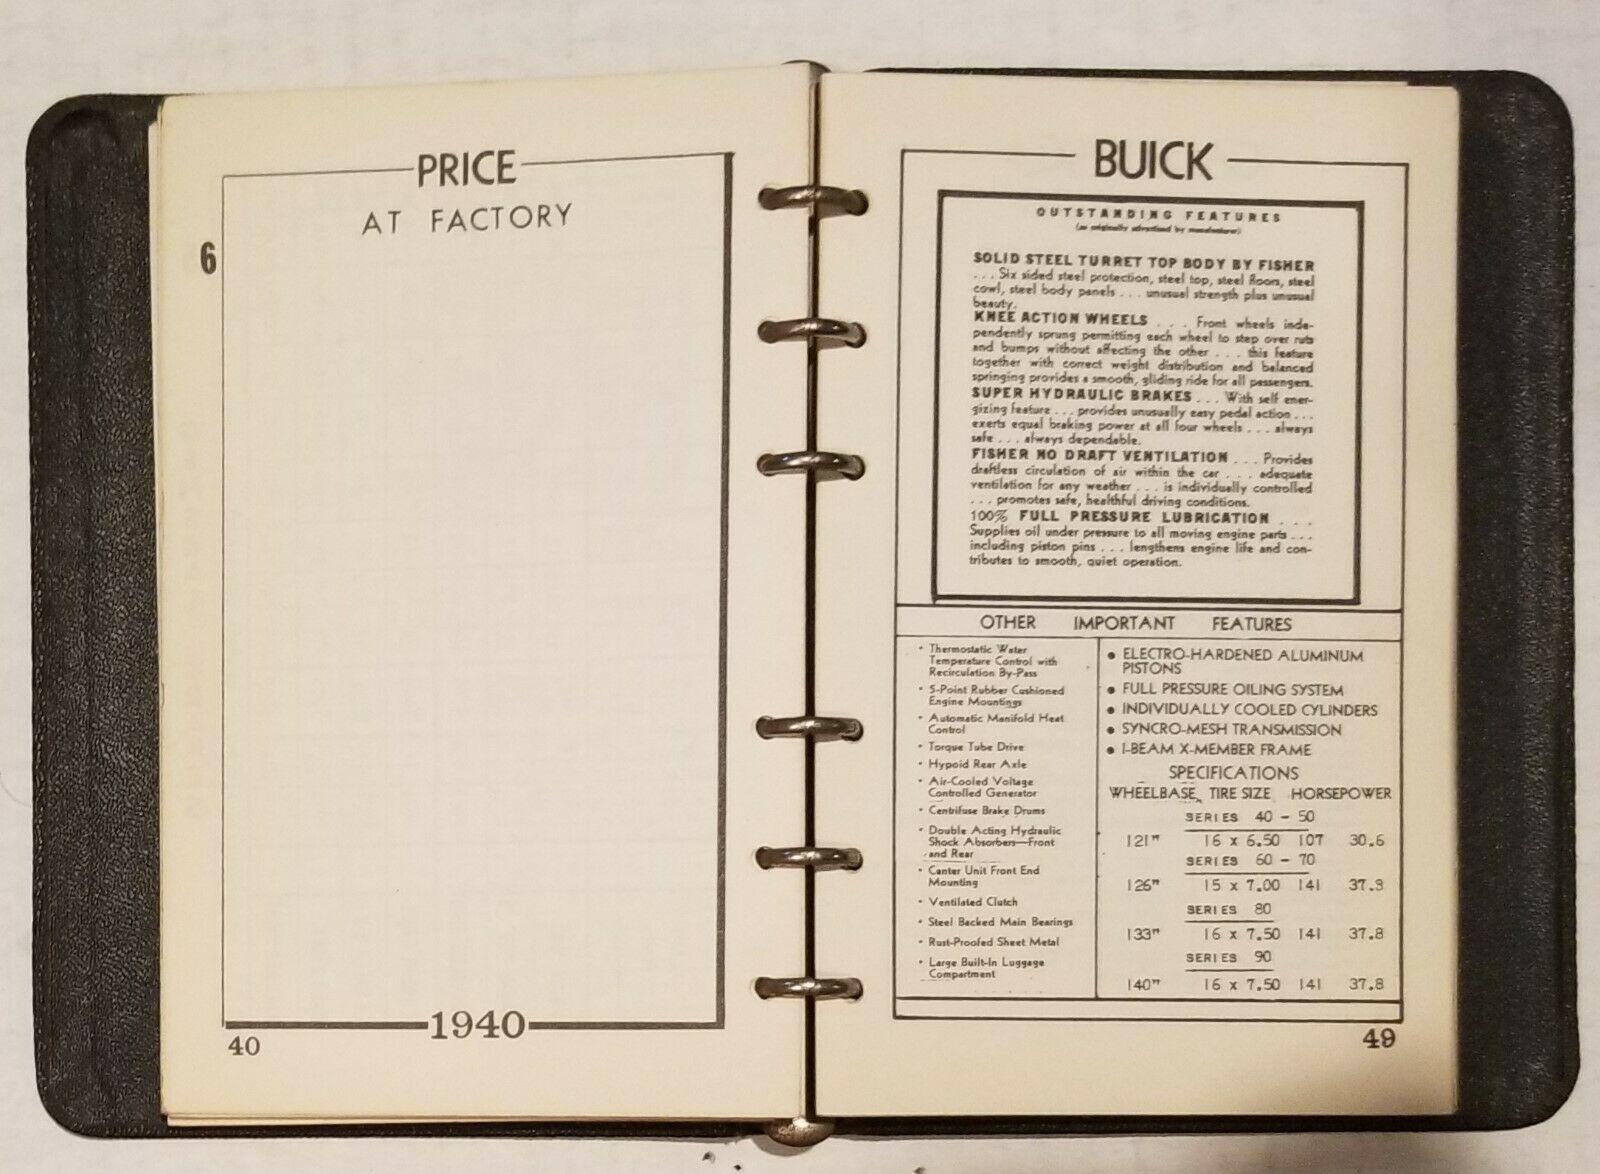 PRICE
AT FACTORY
6
1940
40
BUICK
OUTSTANDING FEATURES
(as originally advertised by manufacturer)
SOLID STEEL TURRET TOP BODY BY FISHER
. . . Six sided steel protection, steel top, steel floors, steel
cowl, steel body panels . . . unusual strength plus unusual
beauty.
KNEE ACTION WHEELS . . . Front wheels inde-
pendently sprung permitting each wheel to step over ruts
and bumps without affecting the other . . . this feature
together with correct weight distribution and balanced
springing provides a smooth, gliding ride for all passengers.
SUPER HYDRAULIC BRAKES . . . With self ener-
gizing feature . . . provides unusually easy pedal action . . .
exerts equal braking power at all four wheels . . . always
safe . . . always dependable.
FISHER NO DRAFT VENTILATION . . . Provides
draftless circulation of air within the car . . . adequate
ventilation for any weather . . . is individually controlled
. . . promotes safe, healthful driving conditions.
100% FULL PRESSURE LUBRICATION . . .
Supplies oil under pressure to all moving engine parts . . .
including piston pins . . . lengthens engine life and con-
tributes to smooth, quiet operation.
OTHER IMPORTANT FEATURES
• Thermostatic Water
Temperature Control with
Recirculation By-Pass
• 5-Point Rubber Cushioned
Engine Mountings
• Automatic Manifold Heat
Control
• Torque Tube Drive
• Hypoid Rear Axle
• Air-Cooled Voltage
Controlled Generator
• Centrifuse Brake Drums
• Double Acting Hydraulic
Shock Absorbers—Front
and Rear
• Center Unit Front End
Mounting
• Ventilated Clutch
• Steel Backed Main Bearings
• Rust-Proofed Sheet Metal
• Large Built-In Luggage
Compartment
• ELECTRO-HARDENED ALUMINUM
PISTONS
• FULL PRESSURE OILING SYSTEM
• INDIVIDUALLY COOLED CYLINDERS
• SYNCRO-MESH TRANSMISSION
• I-BEAM X-MEMBER FRAME
SPECIFICATIONS
WHEELBASE TIRE SIZE HORSEPOWER
SERIES 40 - 50
121" 16 x 6.50 107 30.6
SERIES 60 - 70
126" 15 x 7.00 141 37.8
SERIES 80
133" 16 x 7.50 141 37.8
SERIES 90
140" 16 x 7.50 141 37.8
49